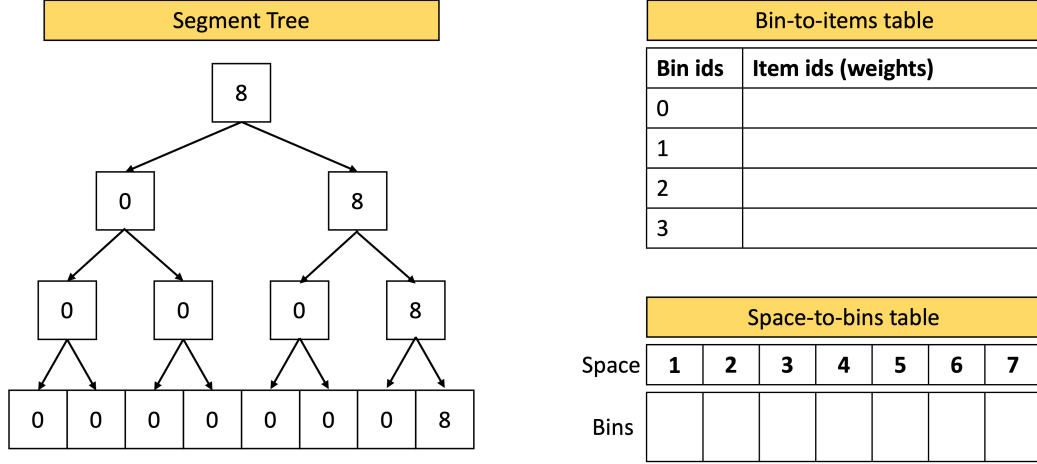 Segment Tree
8
0 8
0 0 0 8
0 0 0 0 0 0 0 8
Bin-to-items table
Bin ids Item ids (weights)
0
1
2
3
Space-to-bins table
Space 1 2 3 4 5 6 7
Bins